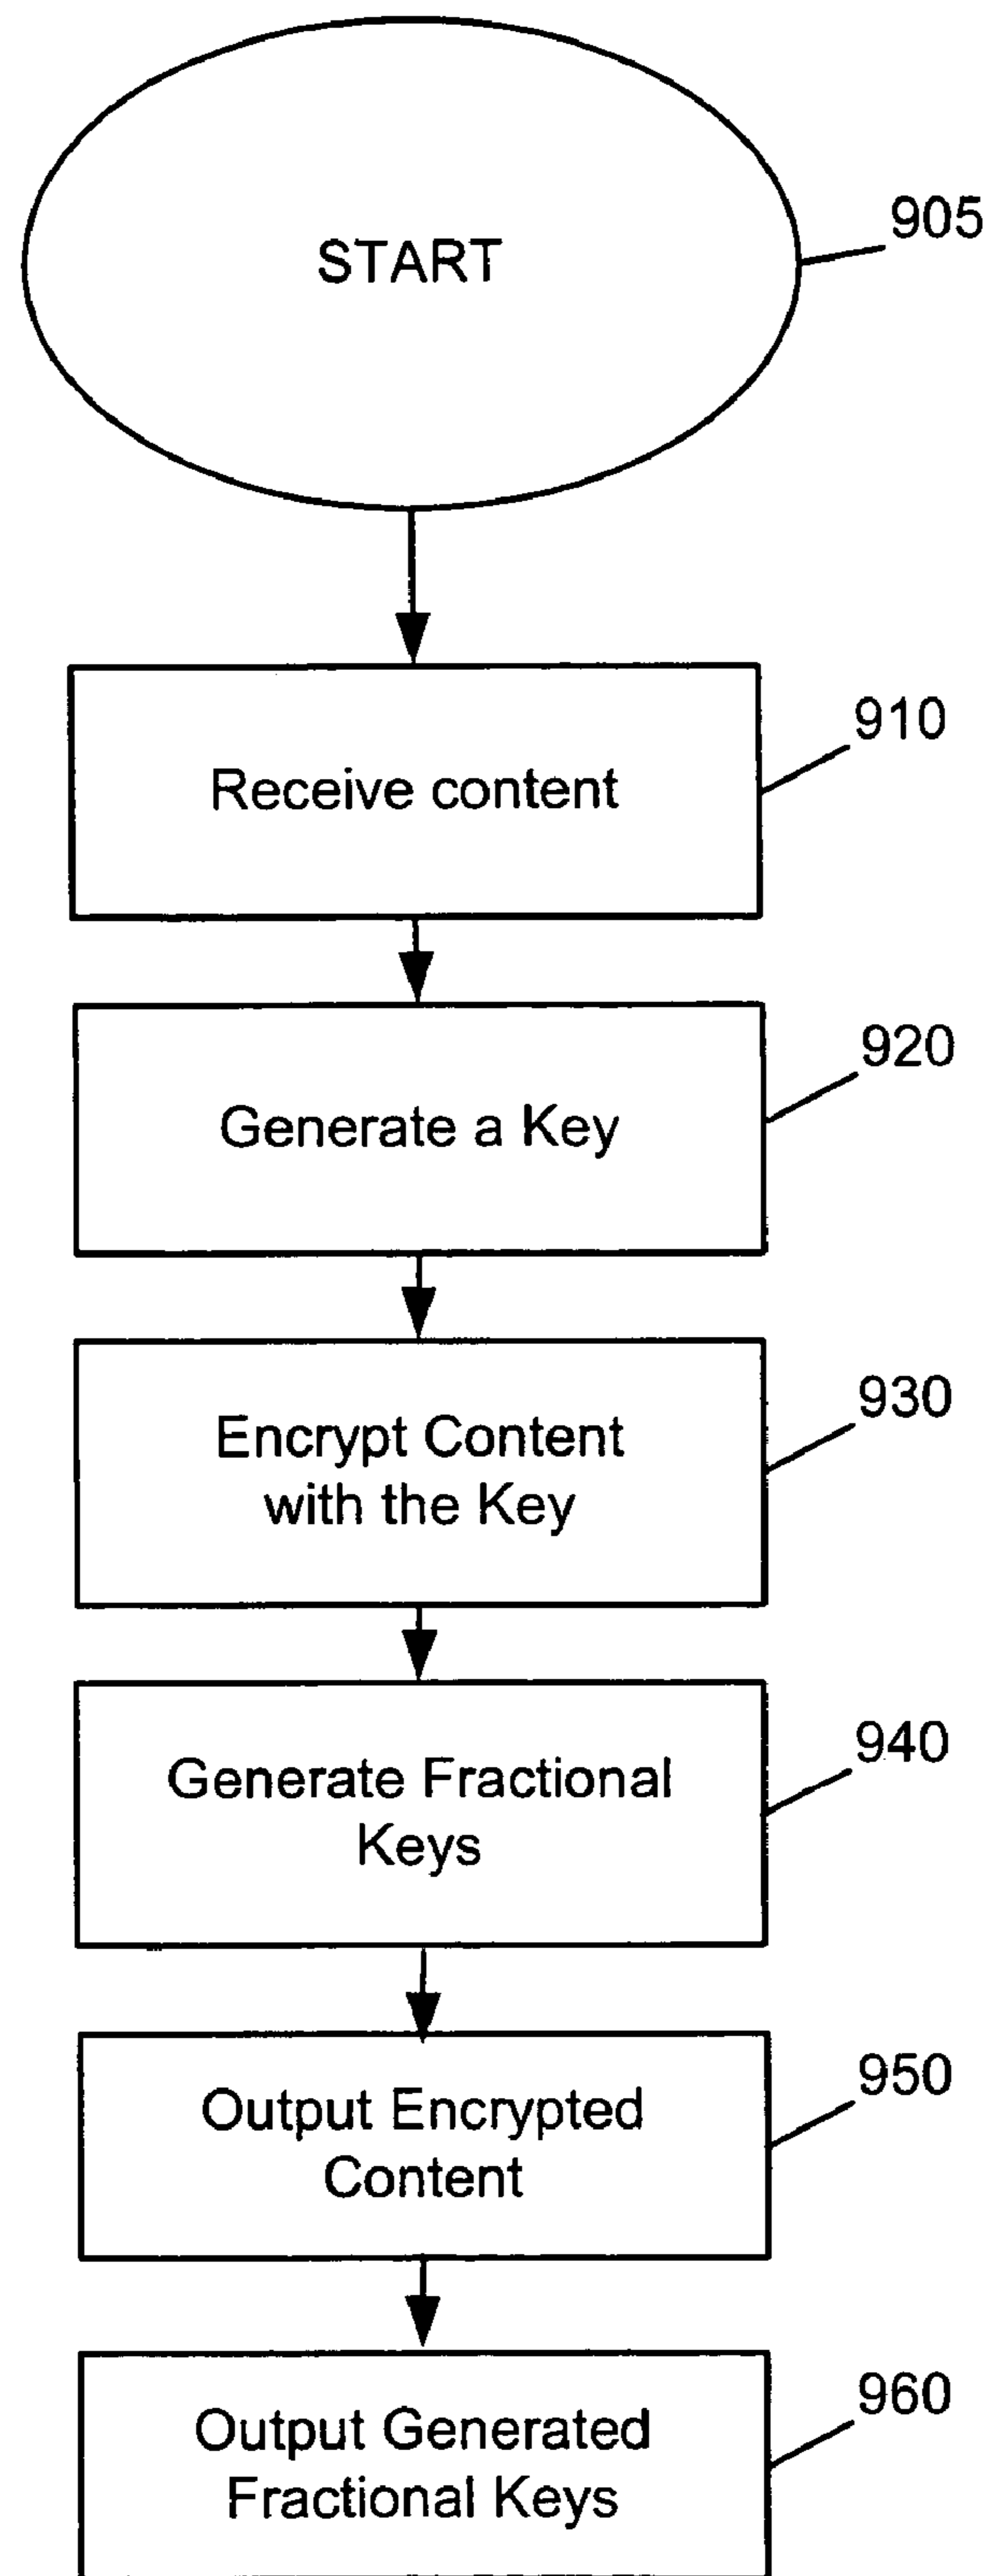 START
905
Receive content
910
Generate a Key
920
Encrypt Content
with the Key
930
Generate Fractional
Keys
940
Output Encrypted
Content
950
Output Generated
Fractional Keys
960